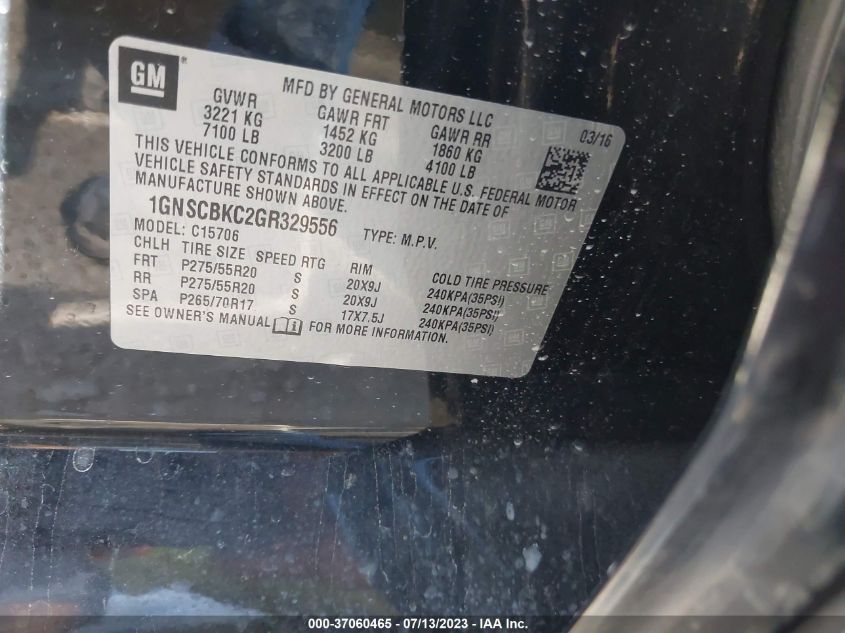 GM ®
MFD BY GENERAL MOTORS LLC
03/16
GVWR GAWR FRT GAWR RR
3221 KG 1452 KG 1860 KG
7100 LB 3200 LB 4100 LB
THIS VEHICLE CONFORMS TO ALL APPLICABLE U.S. FEDERAL MOTOR
VEHICLE SAFETY STANDARDS IN EFFECT ON THE DATE OF
MANUFACTURE SHOWN ABOVE.
1GNSCBKC2GR329556 TYPE: M.P.V.
MODEL: C15706
CHLH TIRE SIZE SPEED RTG RIM COLD TIRE PRESSURE
FRT P275/55R20 S 20X9J 240KPA(35PSI)
RR P275/55R20 S 20X9J 240KPA(35PSI)
SPA P265/70R17 S 17X7.5J 240KPA(35PSI)
SEE OWNER'S MANUAL FOR MORE INFORMATION.
000-37060465 - 07/13/2023 - Copyright © IAA, Inc.